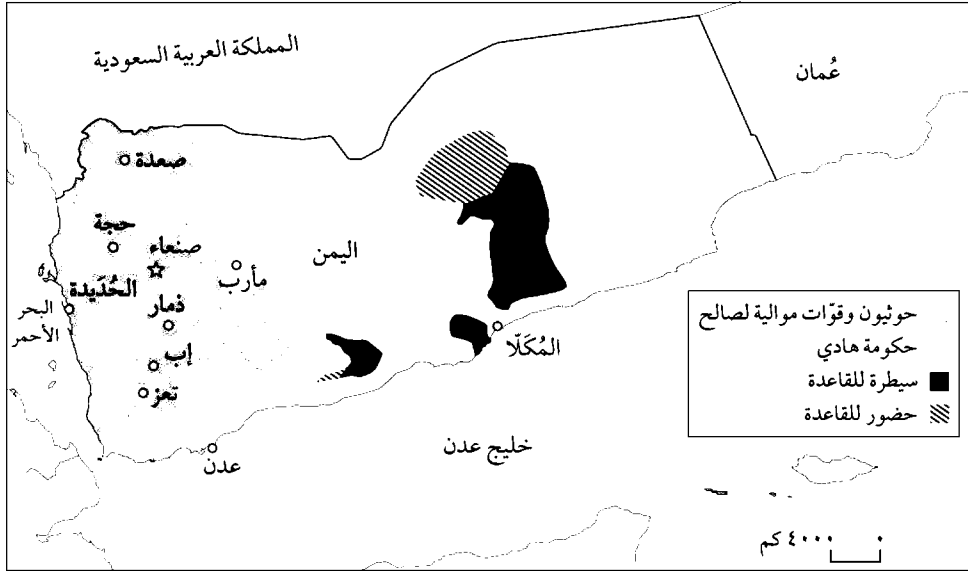 المملكة العربية السعودية
عُمان
صعدة
حجة
صنعاء
مأرب
اليمن
الحُدَيدة
البحر
الأحمر
ذمار
إب
تعز
عدن
المُكَلّا
خليج عدن
حوثيون وقوّات موالية لصالح
حكومة هادي
سيطرة للقاعدة
حضور للقاعدة
٤٠٠٠ كم